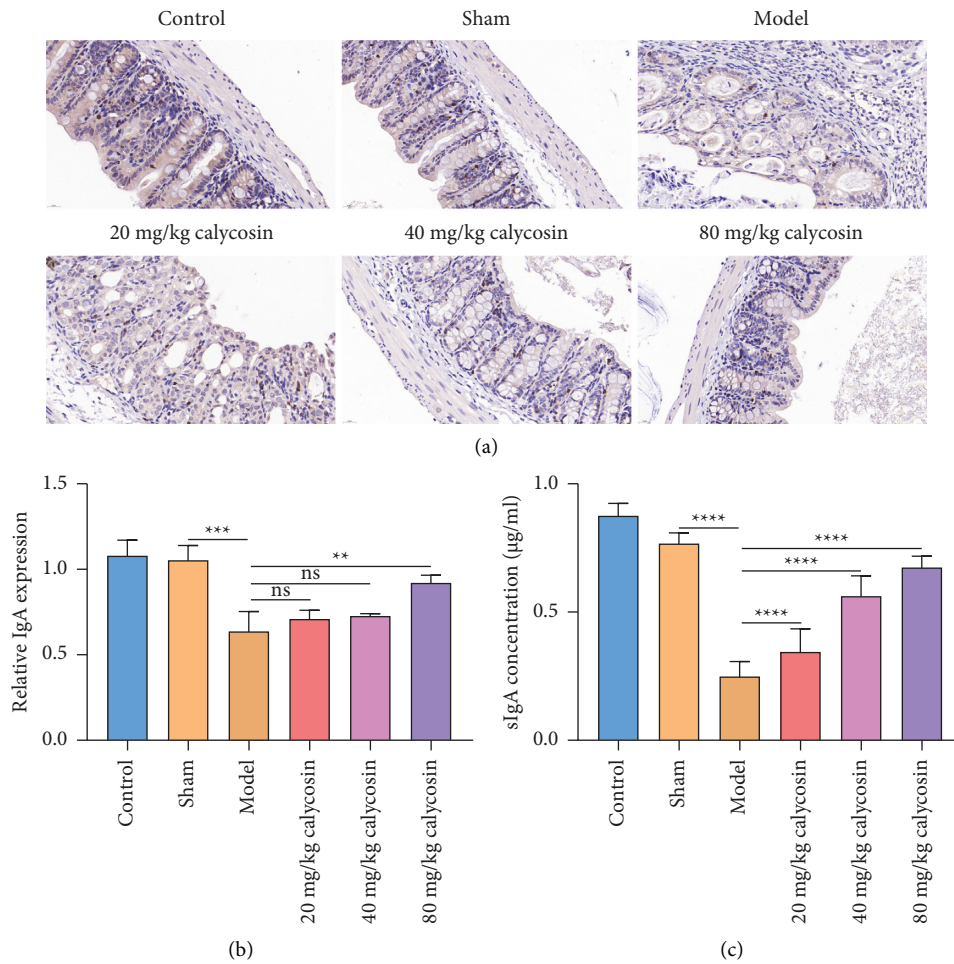 Control
Sham
Model
20 mg/kg calycosin
40 mg/kg calycosin
80 mg/kg calycosin
(a)
Relative IgA expression
1.5
1.0
0.5
0.0
***
**
ns
ns
Control
Sham
Model
20 mg/kg calycosin
40 mg/kg calycosin
80 mg/kg calycosin
(b)
sIgA concentration (μg/ml)
1.0
0.5
0.0
****
****
****
****
Control
Sham
Model
20 mg/kg calycosin
40 mg/kg calycosin
80 mg/kg calycosin
(c)